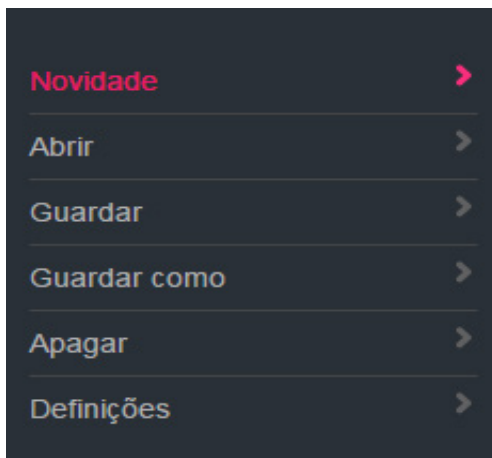 Novidade
Abrir
Guardar
Guardar como
Apagar
Definições